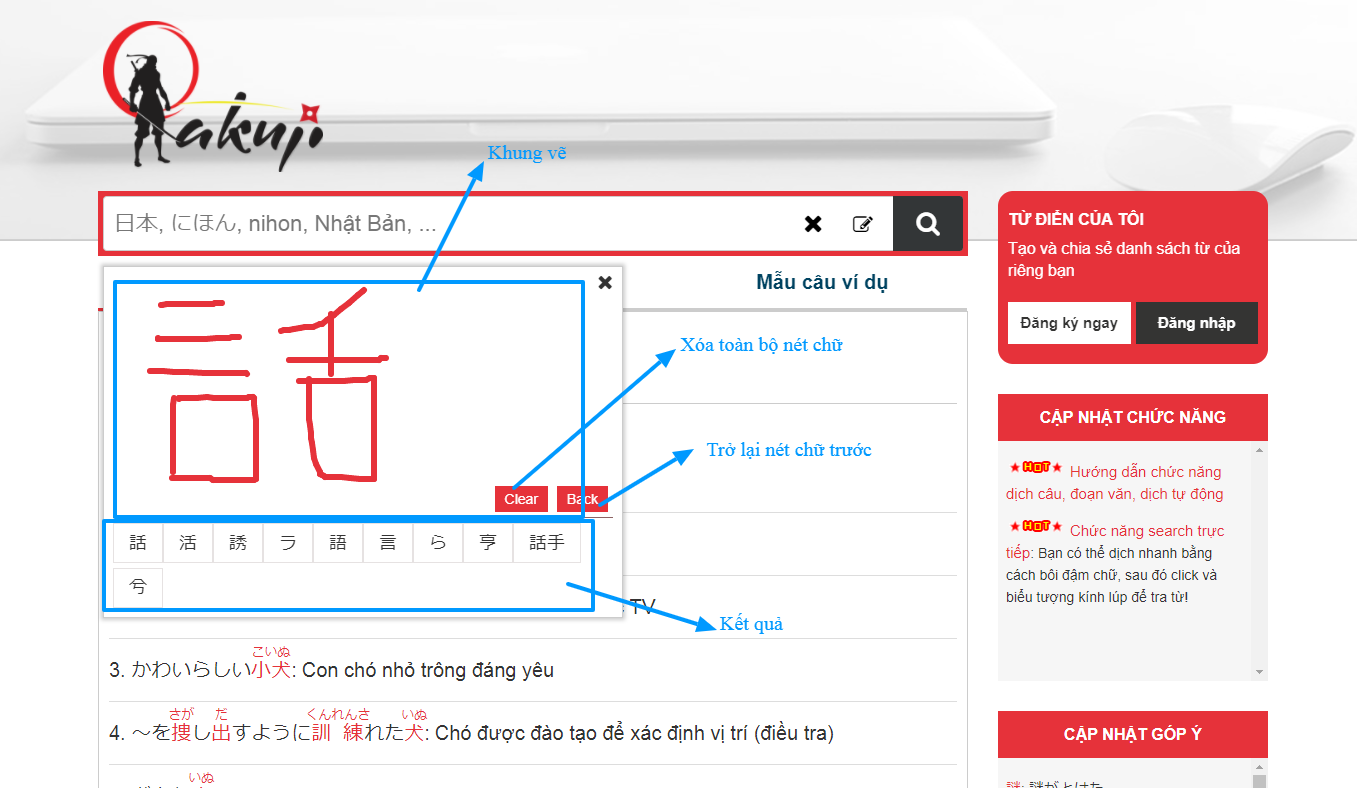 akuji
Khung vẽ
日本, にほん, nihon, Nhật Bản, ...
Mẫu câu ví dụ
話
Xóa toàn bộ nét chữ
Trở lại nét chữ trước
Clear
Back
話
活
誘
ラ
語
言
ら
亨
話手
兮
TV
Kết quả
こいぬ
3. かわいらしい小犬: Con chó nhỏ trông đáng yêu
さが だ くんれんさ いぬ
4. ～を捜し出すように訓練れた犬: Chó được đào tạo để xác định vị trí (điều tra)
いぬ
TỪ ĐIỂN CỦA TÔI
Tạo và chia sẻ danh sách từ của
riêng bạn
Đăng ký ngay
Đăng nhập
CẬP NHẬT CHỨC NĂNG
HOT Hướng dẫn chức năng
dịch câu, đoạn văn, dịch tự động
HOT Chức năng search trực
tiếp: Bạn có thể dịch nhanh bằng
cách bôi đậm chữ, sau đó click và
biểu tượng kính lúp để tra từ!
CẬP NHẬT GÓP Ý
謎: 謎がとけた